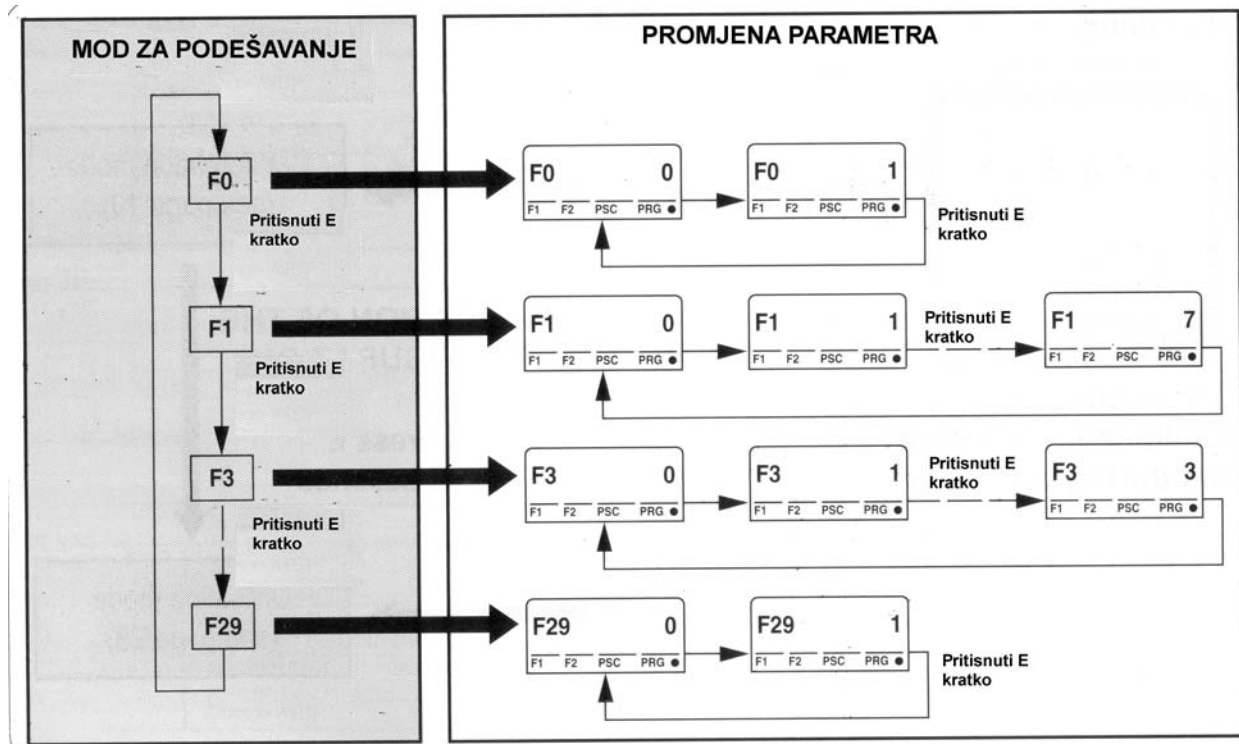 MOD ZA PODEŠAVANJE
F0
Pritisnuti E
kratko
F1
Pritisnuti E
kratko
F3
Pritisnuti E
kratko
F29
PROMJENA PARAMETRA
F0 0
F1 F2 PSC PRG
F0 1
F1 F2 PSC PRG
Pritisnuti E
kratko
F1 0
F1 F2 PSC PRG
F1 1
F1 F2 PSC PRG
Pritisnuti E
kratko
F1 7
F1 F2 PSC PRG
F3 0
F1 F2 PSC PRG
F3 1
F1 F2 PSC PRG
Pritisnuti E
kratko
F3 3
F1 F2 PSC PRG
F29 0
F1 F2 PSC PRG
F29 1
F1 F2 PSC PRG
Pritisnuti E
kratko